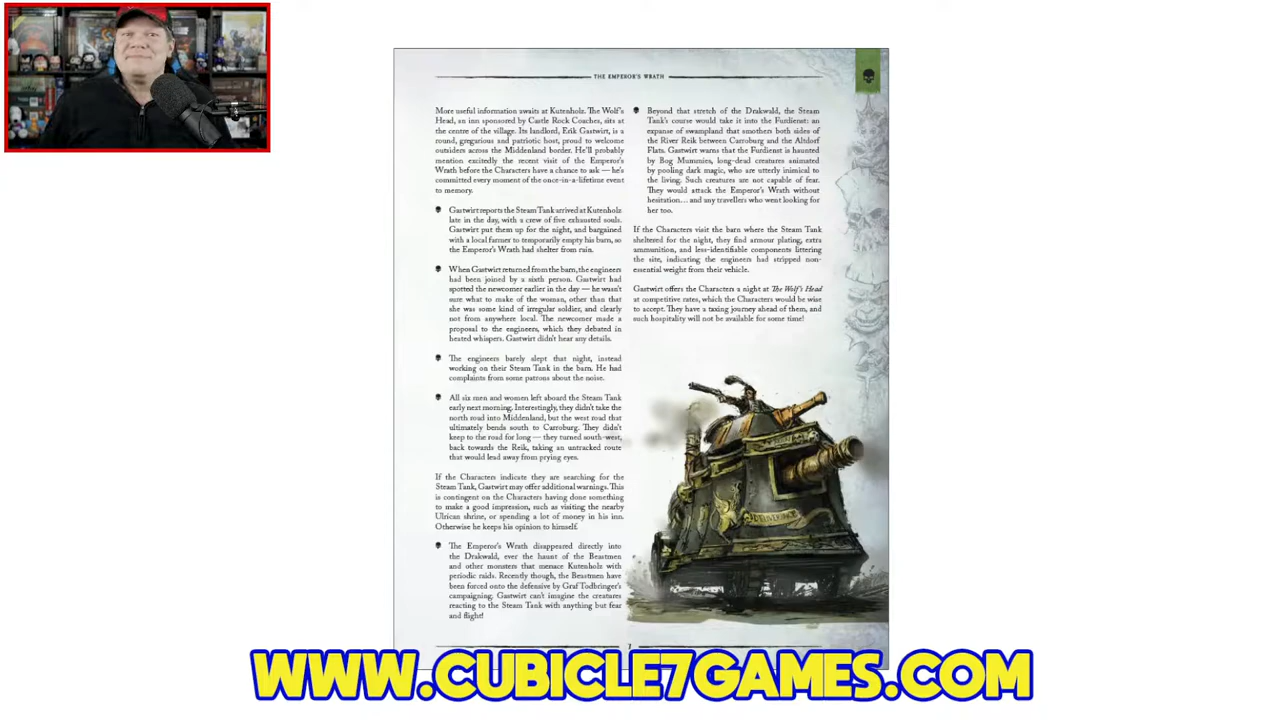 THE EMPEROR'S WRATH
More useful information awaits at Kutenholz. The Wolf's
Head, an inn sponsored by Castle Rock Coaches, sits at
the centre of the village. Its landlord, Erik Gastwirt, is a
round, gregarious and patriotic host, proud to welcome
outsiders across the Middenland border. He'll probably
mention excitedly the recent visit of the Emperor's
Wrath before the Characters have a chance to ask — he's
committed every moment of the once-in-a-lifetime event
to memory.
Gastwirt reports the Steam Tank arrived at Kutenholz
late in the day, with a crew of five exhausted souls.
Gastwirt put them up for the night, and bargained
with a local farmer to temporarily empty his barn, so
the Emperor's Wrath had shelter from rain.
When Gastwirt returned from the barn, the engineers
had been joined by a sixth person. Gastwirt had
spotted the newcomer earlier in the day — he wasn't
sure what to make of the woman, other than that
she was some kind of irregular soldier, and clearly
not from anywhere local. The newcomer made a
proposal to the engineers, which they debated in
heated whispers. Gastwirt didn't hear any details.
The engineers barely slept that night, instead
working on their Steam Tank in the barn. He had
complaints from some patrons about the noise.
All six men and women left aboard the Steam Tank
early next morning. Interestingly, they didn't take the
north road into Middenland, but the west road that
ultimately bends south to Carroburg. They didn't
keep to the road for long — they turned south-west,
back towards the Reik, taking an untracked route
that would lead away from prying eyes.
If the Characters indicate they are searching for the
Steam Tank, Gastwirt may offer additional warnings. This
is contingent on the Characters having done something
to make a good impression, such as visiting the nearby
Ulrican shrine, or spending a lot of money in his inn.
Otherwise he keeps his opinion to himself.
The Emperor's Wrath disappeared directly into
the Drakwald, ever the haunt of the Beastmen
and other monsters that menace Kutenholz with
periodic raids. Recently though, the Beastmen have
been forced onto the defensive by Graf Todbringer's
campaigning. Gastwirt can't imagine the creatures
reacting to the Steam Tank with anything but fear
and flight!
Beyond that stretch of the Drakwald, the Steam
Tank's course would take it into the Furdienst: an
expanse of swampland that smothers both sides of
the River Reik between Carroburg and the Altdorf
Flats. Gastwirt warns that the Furdienst is haunted
by Bog Mummies, long-dead creatures animated
by pooling dark magic, who are utterly inimical to
the living. Such creatures are not capable of fear.
They would attack the Emperor's Wrath without
hesitation… and any travellers who went looking for
her too.
If the Characters visit the barn where the Steam Tank
sheltered for the night, they find armour plating, extra
ammunition, and less-identifiable components littering
the site, indicating the engineers had stripped non-
essential weight from their vehicle.
Gastwirt offers the Characters a night at The Wolf's Head
at competitive rates, which the Characters would be wise
to accept. They have a taxing journey ahead of them, and
such hospitality will not be available for some time!
WWW.CUBICLE7GAMES.COM